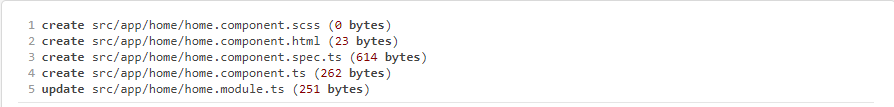 1 create src/app/home/home.component.scss (0 bytes)
2 create src/app/home/home.component.html (23 bytes)
3 create src/app/home/home.component.spec.ts (614 bytes)
4 create src/app/home/home.component.ts (262 bytes)
5 update src/app/home/home.module.ts (251 bytes)